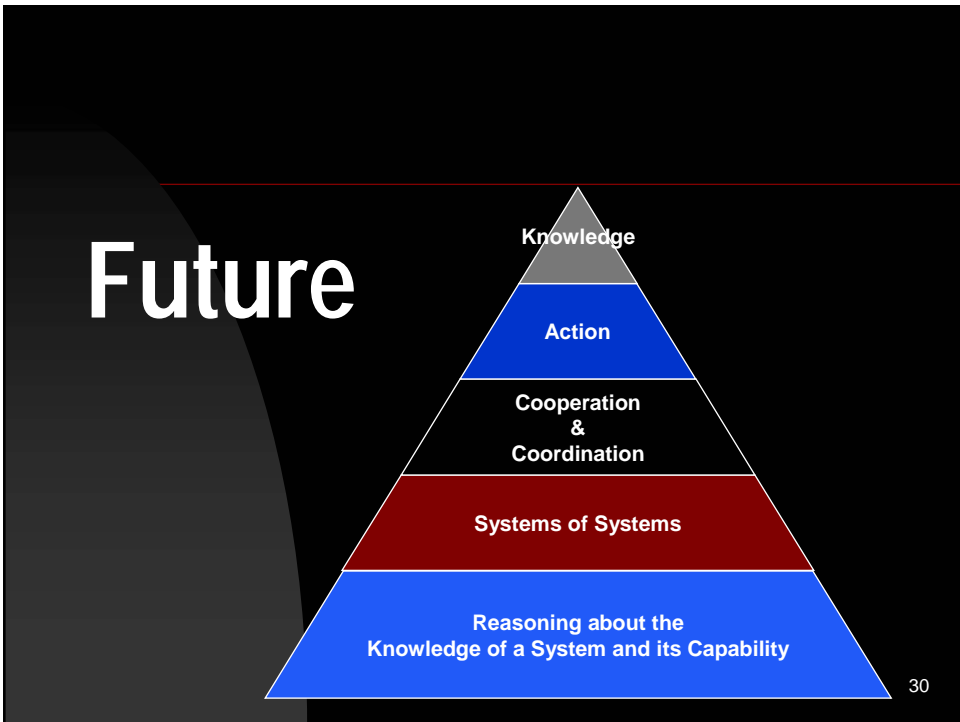 Future
Knowledge
Action
Cooperation
&
Coordination
Systems of Systems
Reasoning about the
Knowledge of a System and its Capability
30